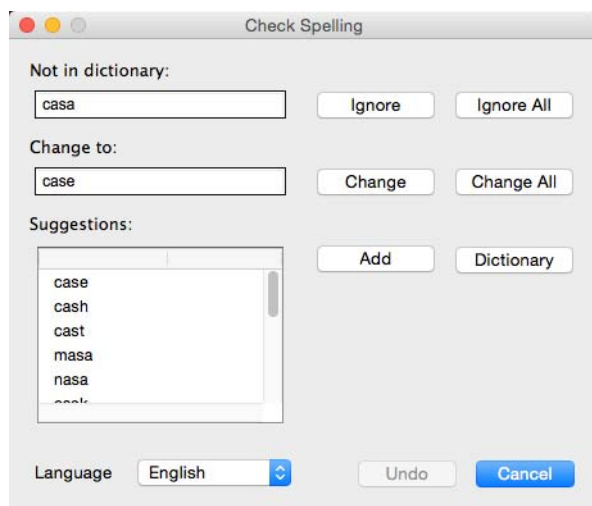 Check Spelling
Not in dictionary:
casa
Ignore
Ignore All
Change to:
case
Change
Change All
Suggestions:
Add
Dictionary
case
cash
cast
masa
nasa
Language
English
Undo
Cancel